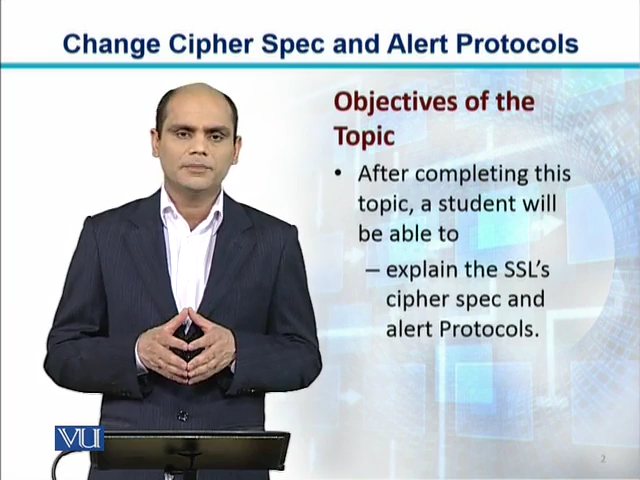 Change Cipher Spec and Alert Protocols
Objectives of the
Topic
• After completing this
topic, a student will
be able to
– explain the SSL's
cipher spec and
alert Protocols.
VU
2